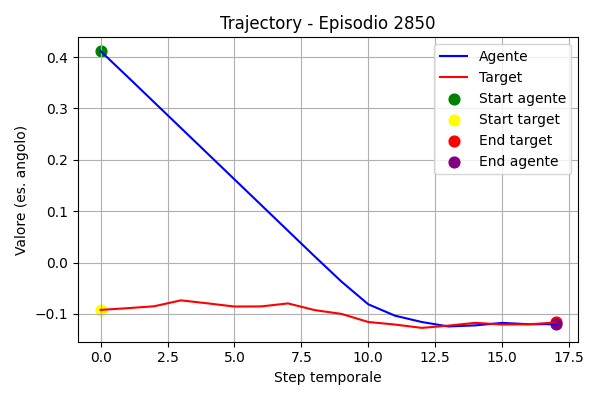 Trajectory - Episodio 2850
Valore (es. angolo)
0.4
0.3
0.2
0.1
0.0
−0.1
0.0
2.5
5.0
7.5
10.0
12.5
15.0
17.5
Step temporale
Agente
Target
Start agente
Start target
End target
End agente